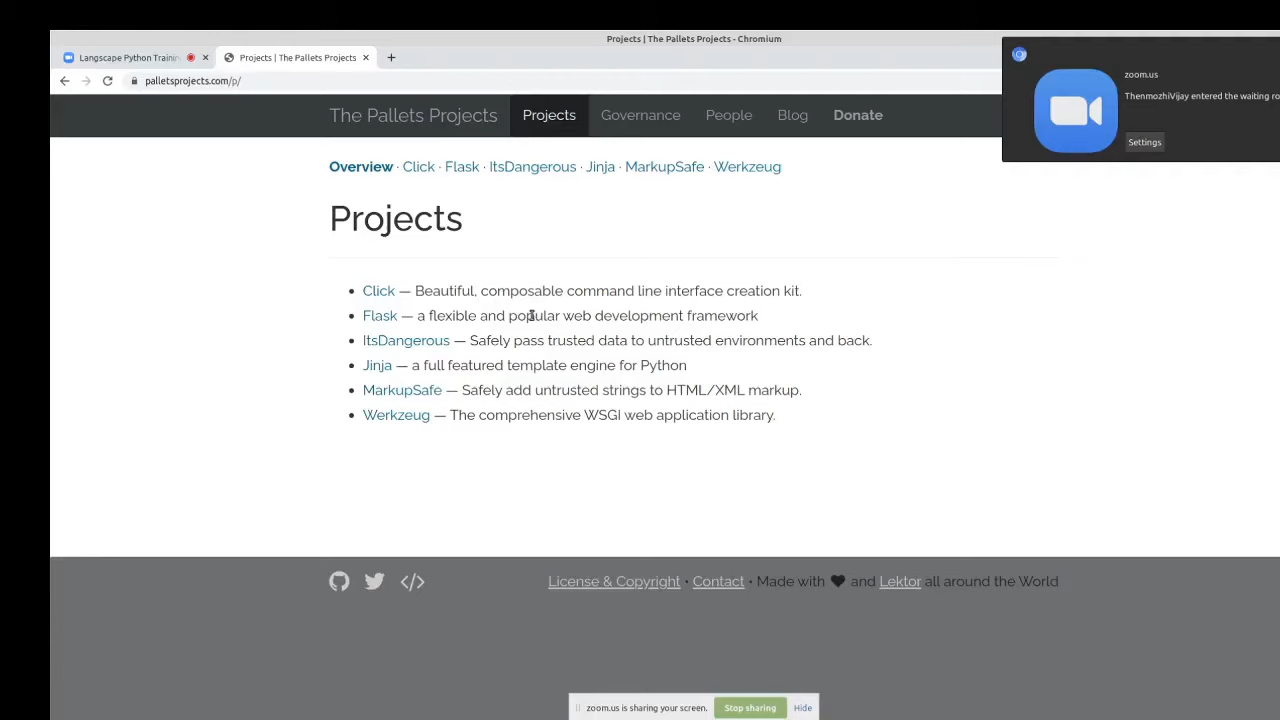 Projects | The Pallets Projects - Chromium
Langscape Python Trainin
Projects | The Pallets Projects
palletsprojects.com/p/
zoom.us
ThenmozhiVijay entered the waiting ro
Settings
The Pallets Projects Projects Governance People Blog Donate
Overview · Click · Flask · ItsDangerous · Jinja · MarkupSafe · Werkzeug
Projects
Click — Beautiful, composable command line interface creation kit.
Flask — a flexible and popular web development framework
ItsDangerous — Safely pass trusted data to untrusted environments and back.
Jinja — a full featured template engine for Python
MarkupSafe — Safely add untrusted strings to HTML/XML markup.
Werkzeug — The comprehensive WSGI web application library.
License & Copyright • Contact • Made with ♥ and Lektor all around the World
zoom.us is sharing your screen. Stop sharing Hide